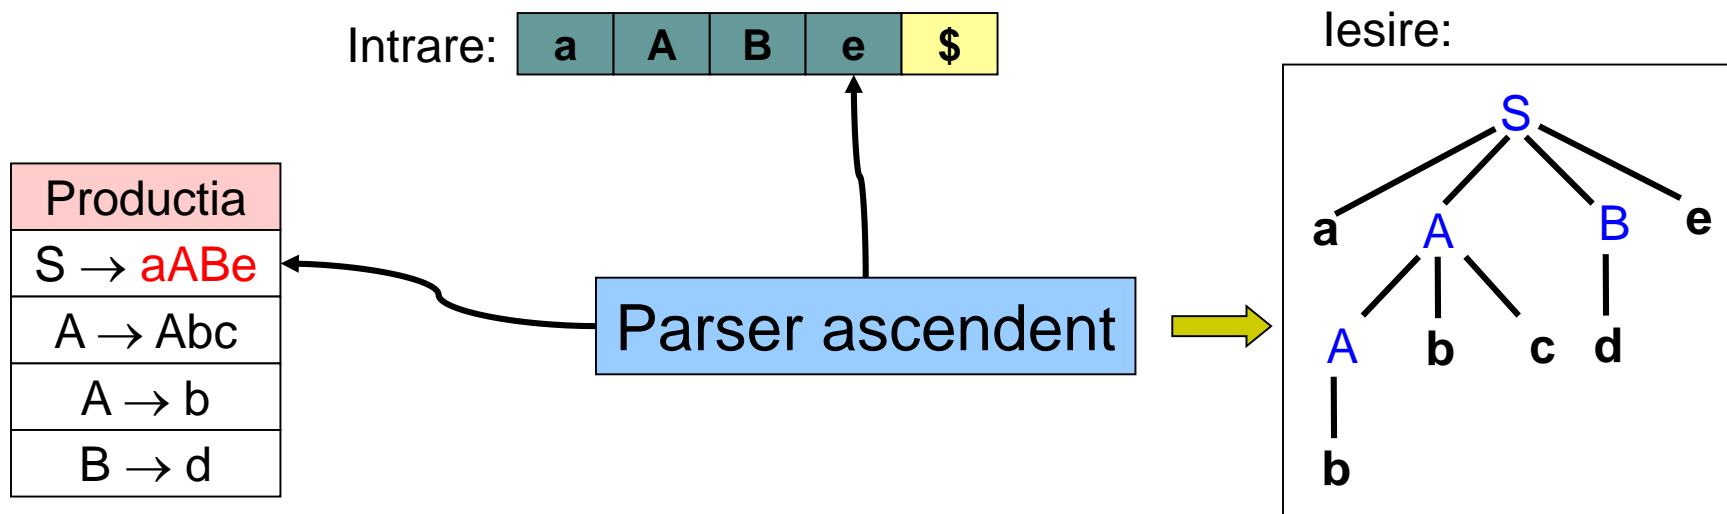 Intrare: a A B e $
Iesire:
Productia
S → aABe
A → Abc
A → b
B → d
Parser ascendent
S
a A B e
A b c d
b